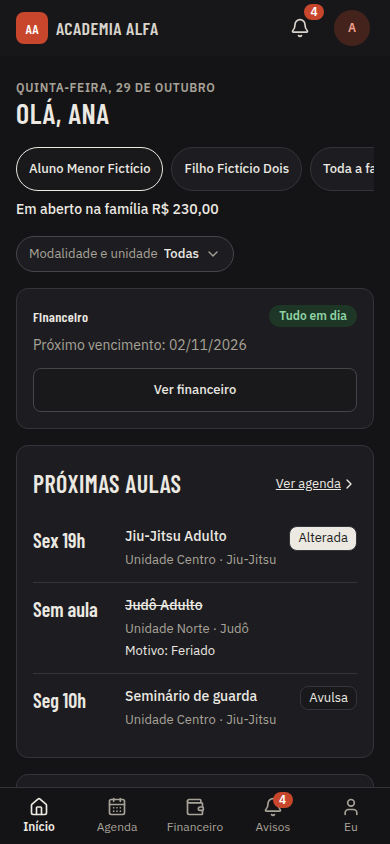 AA ACADEMIA ALFA 4 A
QUINTA-FEIRA, 29 DE OUTUBRO
OLÁ, ANA
Aluno Menor Fictício Filho Fictício Dois Toda a fa
Em aberto na família R$ 230,00
Modalidade e unidade Todas
Financeiro Tudo em dia
Próximo vencimento: 02/11/2026
Ver financeiro
PRÓXIMAS AULAS Ver agenda
Sex 19h Jiu-Jitsu Adulto Alterada
Unidade Centro · Jiu-Jitsu
Sem aula Judô Adulto
Unidade Norte · Judô
Motivo: Feriado
Seg 10h Seminário de guarda Avulsa
Unidade Centro · Jiu-Jitsu
4
Início Agenda Financeiro Avisos Eu